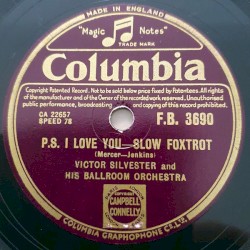 MADE IN ENGLAND
"Magic Notes"
TRADE MARK
Columbia
Copyright Patented Record. Not to be sold below price fixed by Patentees. All rights of the
Manufacturer and of the Owner of the recorded work reserved. Unauthorised
public performance, broadcasting and copying of this record prohibited.
CA 22657
SPEED 78
F.B. 3690
P.S. I LOVE YOU—SLOW FOXTROT
(Mercer—Jenkins)
VICTOR SILVESTER and
HIS BALLROOM ORCHESTRA
CAMPBELL
CONNELLY
COLUMBIA GRAPHOPHONE CO. LTD.